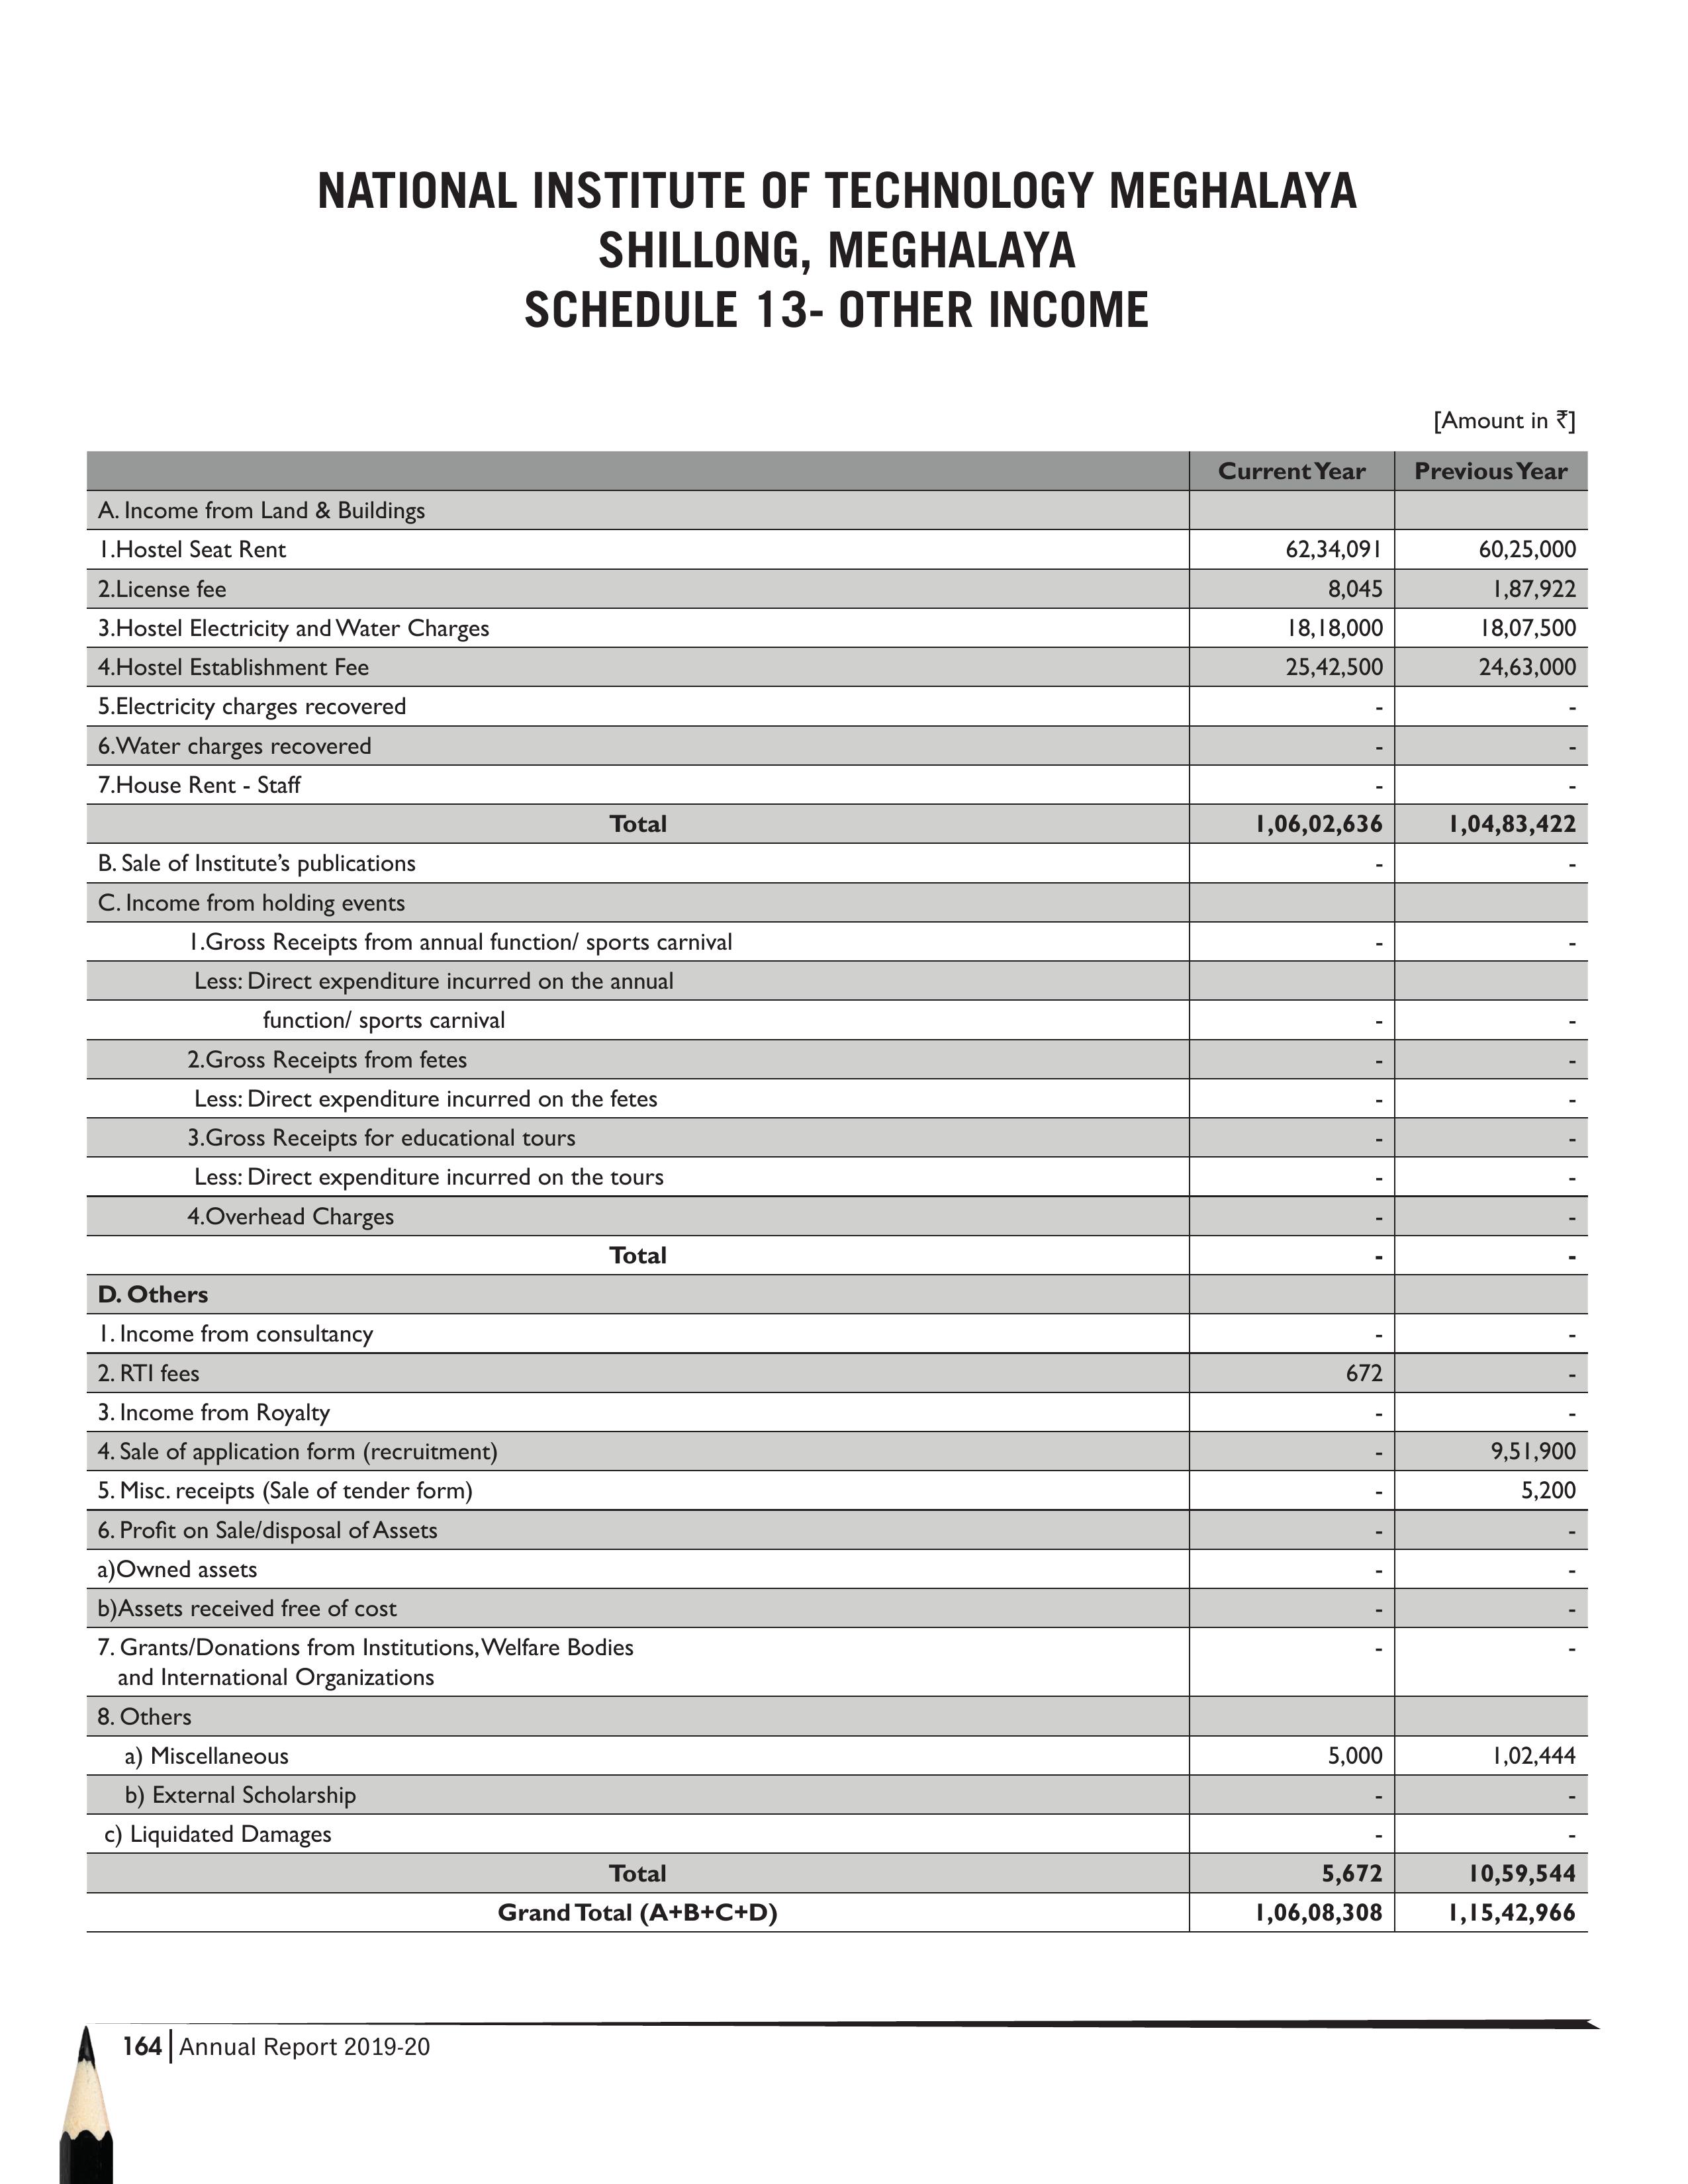 NATIONAL INSTITUTE OF TECHNOLOGY MEGHALAYA
SHILLONG, MEGHALAYA
SCHEDULE 13- OTHER INCOME
[Amount in ₹]
Current Year Previous Year
A. Income from Land & Buildings
1.Hostel Seat Rent 62,34,091 60,25,000
2.License fee 8,045 1,87,922
3.Hostel Electricity and Water Charges 18,18,000 18,07,500
4.Hostel Establishment Fee 25,42,500 24,63,000
5.Electricity charges recovered - -
6.Water charges recovered - -
7.House Rent - Staff - -
Total 1,06,02,636 1,04,83,422
B. Sale of Institute’s publications - -
C. Income from holding events
1.Gross Receipts from annual function/ sports carnival - -
Less: Direct expenditure incurred on the annual
function/ sports carnival - -
2.Gross Receipts from fetes - -
Less: Direct expenditure incurred on the fetes - -
3.Gross Receipts for educational tours - -
Less: Direct expenditure incurred on the tours - -
4.Overhead Charges - -
Total - -
D. Others
1. Income from consultancy - -
2. RTI fees 672 -
3. Income from Royalty - -
4. Sale of application form (recruitment) - 9,51,900
5. Misc. receipts (Sale of tender form) - 5,200
6. Profit on Sale/disposal of Assets - -
a)Owned assets - -
b)Assets received free of cost - -
7. Grants/Donations from Institutions, Welfare Bodies - -
and International Organizations
8. Others
a) Miscellaneous 5,000 1,02,444
b) External Scholarship - -
c) Liquidated Damages - -
Total 5,672 10,59,544
Grand Total (A+B+C+D) 1,06,08,308 1,15,42,966
164 Annual Report 2019-20